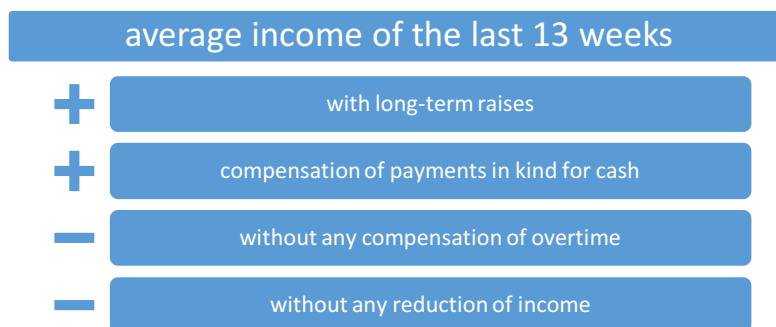 average income of the last 13 weeks
+ with long-term raises
+ compensation of payments in kind for cash
− without any compensation of overtime
− without any reduction of income